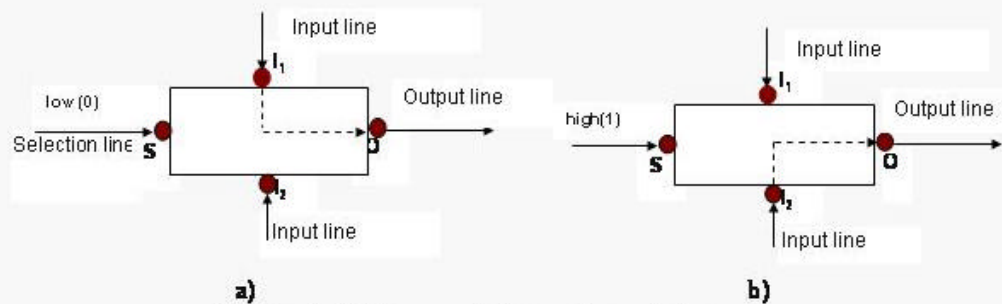 Input line
I1
low (0)
Selection line
S
Output line
O
I2
Input line
a)
Input line
I1
high(1)
S
Output line
O
I2
Input line
b)